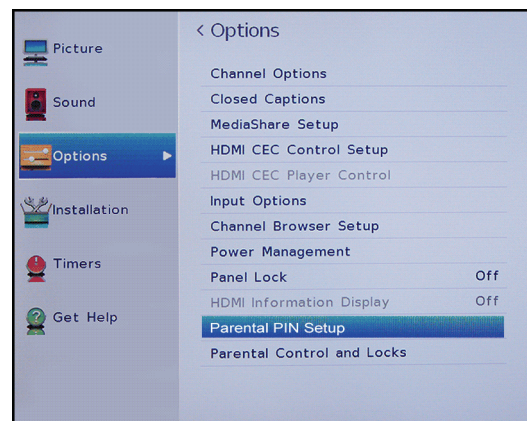 Picture
Sound
Options
Installation
Timers
Get Help
< Options
Channel Options
Closed Captions
MediaShare Setup
HDMI CEC Control Setup
HDMI CEC Player Control
Input Options
Channel Browser Setup
Power Management
Panel Lock Off
HDMI Information Display Off
Parental PIN Setup
Parental Control and Locks